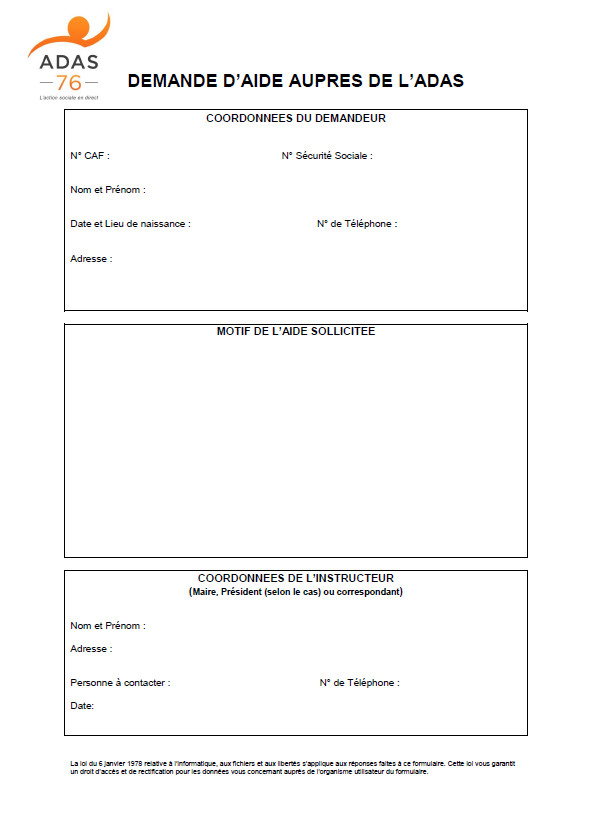 ADAS
76
L'action sociale en direct
DEMANDE D'AIDE AUPRES DE L'ADAS
COORDONNEES DU DEMANDEUR
N° CAF : N° Sécurité Sociale :
Nom et Prénom :
Date et Lieu de naissance : N° de Téléphone :
Adresse :
MOTIF DE L'AIDE SOLLICITEE
COORDONNEES DE L'INSTRUCTEUR
(Maire, Président (selon le cas) ou correspondant)
Nom et Prénom :
Adresse :
Personne à contacter : N° de Téléphone :
Date:
La loi du 6 janvier 1978 relative à l'informatique, aux fichiers et aux libertés s'applique aux réponses faites à ce formulaire. Cette loi vous garantit
un droit d'accès et de rectification pour les données vous concernant auprès de l'organisme utilisateur du formulaire.